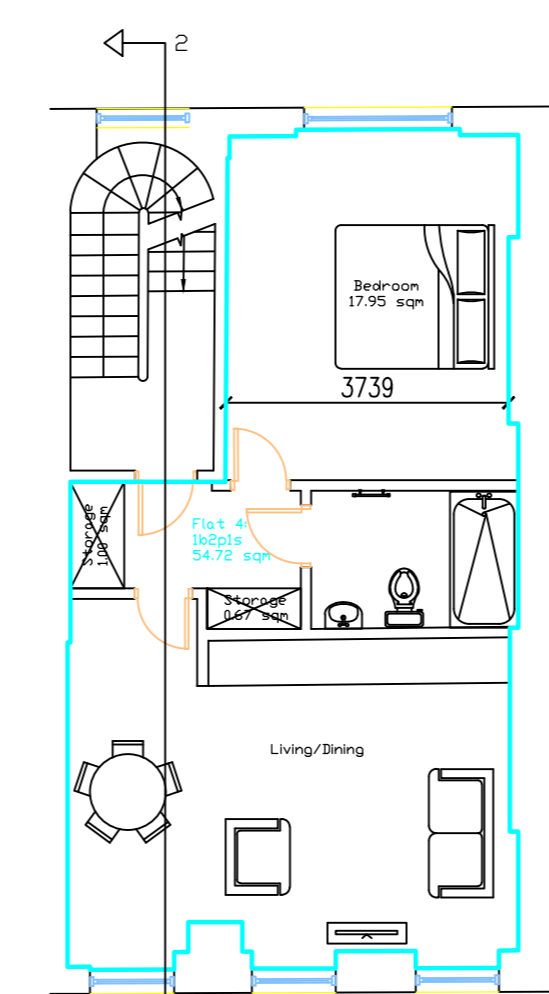 2
Bedroom
17.95 sqm
3739
Storage
1.00 sqm
Flat 4:
1b2p1s
54.72 sqm
Storage
0.67 sqm
Living/Dining